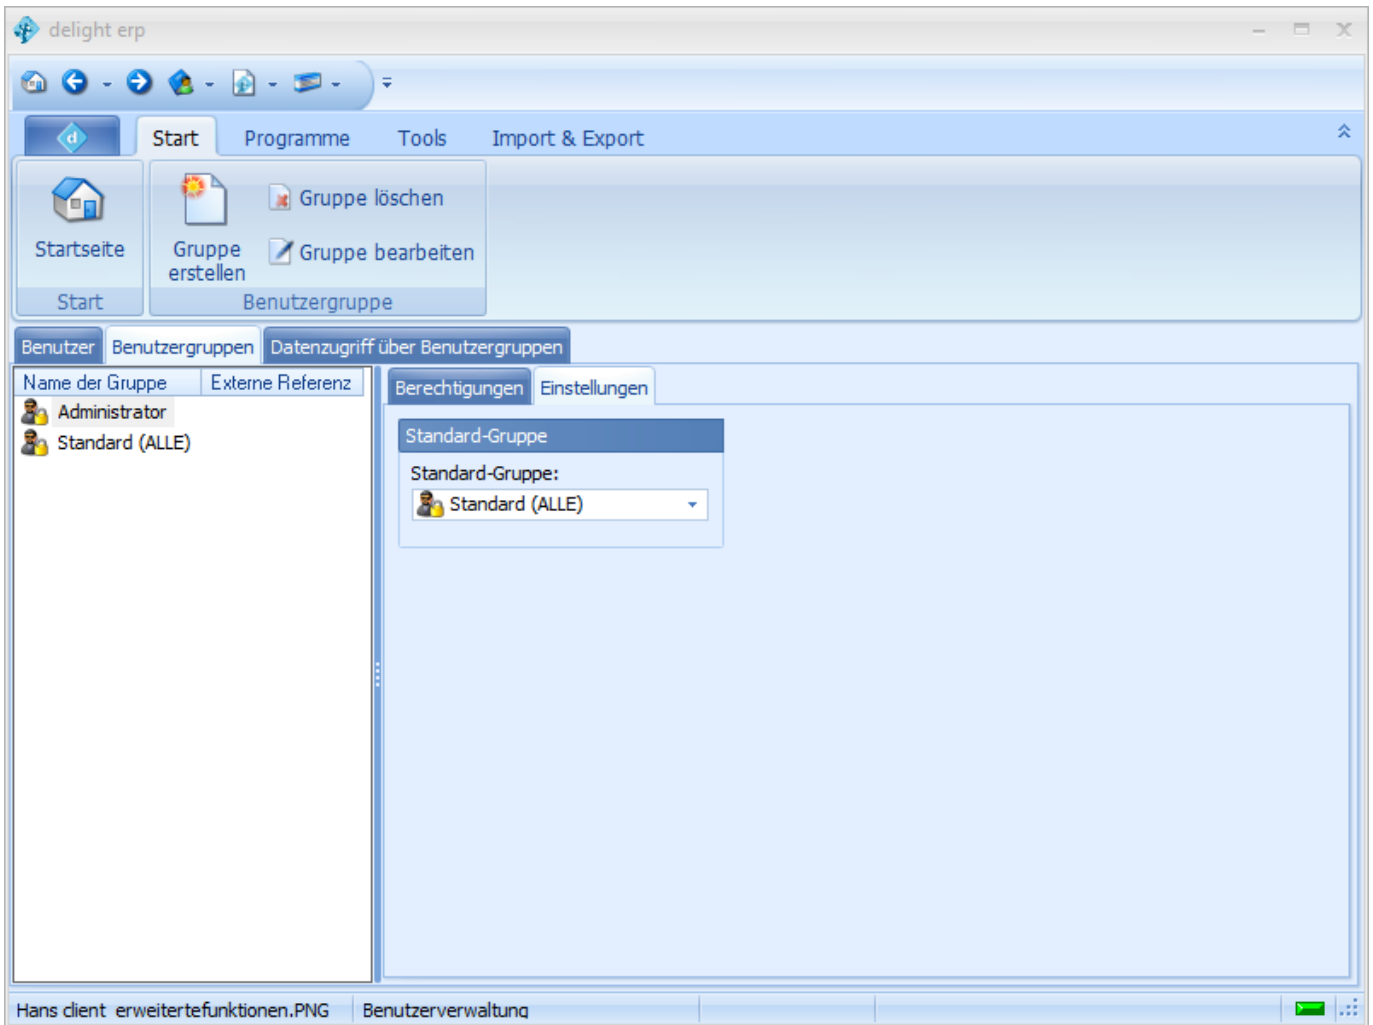 delight erp
Start Programme Tools Import & Export
Gruppe löschen
Startseite Gruppe erstellen Gruppe bearbeiten
Start Benutzergruppe
Benutzer Benutzergruppen Datenzugriff über Benutzergruppen
Name der Gruppe Externe Referenz
Berechtigungen Einstellungen
Administrator
Standard (ALLE)
Standard-Gruppe
Standard-Gruppe:
Standard (ALLE)
Hans client erweitertefunktionen.PNG Benutzerverwaltung